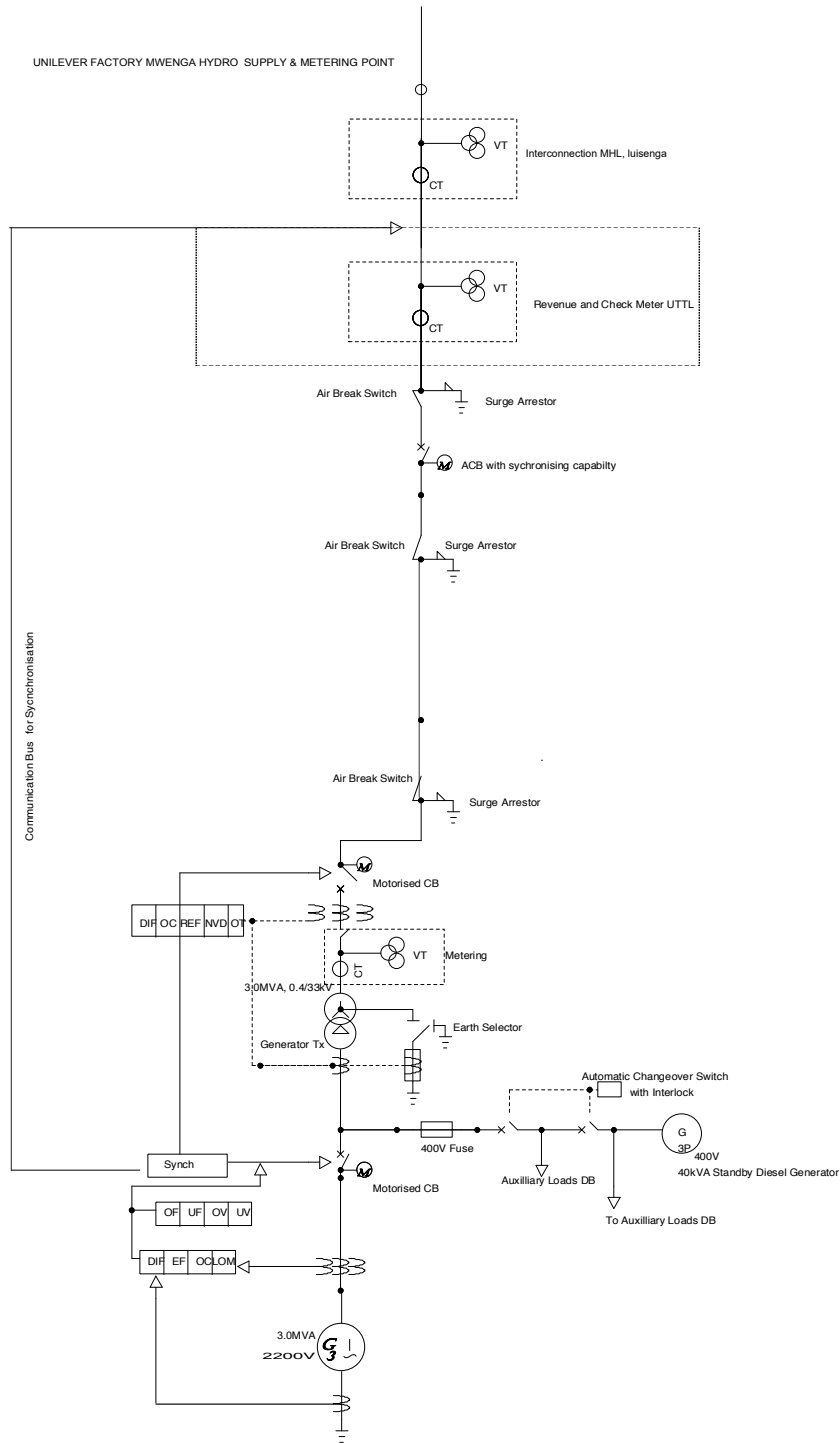 UNILEVER FACTORY MWENGA HYDRO SUPPLY & METERING POINT
VT
Interconnection MHL, luisenga
CT
VT
Revenue and Check Meter UTTL
CT
Air Break Switch
Surge Arrestor
M
ACB with sychronising capabilty
Air Break Switch
Surge Arrestor
Communication Bus for Sycnchronisation
Air Break Switch
Surge Arrestor
M
Motorised CB
DIF OC REF NVD OT
VT
Metering
CT
3.0MVA, 0.4/33kV
Generator Tx
Earth Selector
Automatic Changeover Switch
with Interlock
G
3P
400V
40kVA Standby Diesel Generator
400V Fuse
Auxilliary Loads DB
To Auxilliary Loads DB
Synch
M
Motorised CB
OF UF OV UV
DIF EF OC LOM
3.0MVA
2200V
G
3